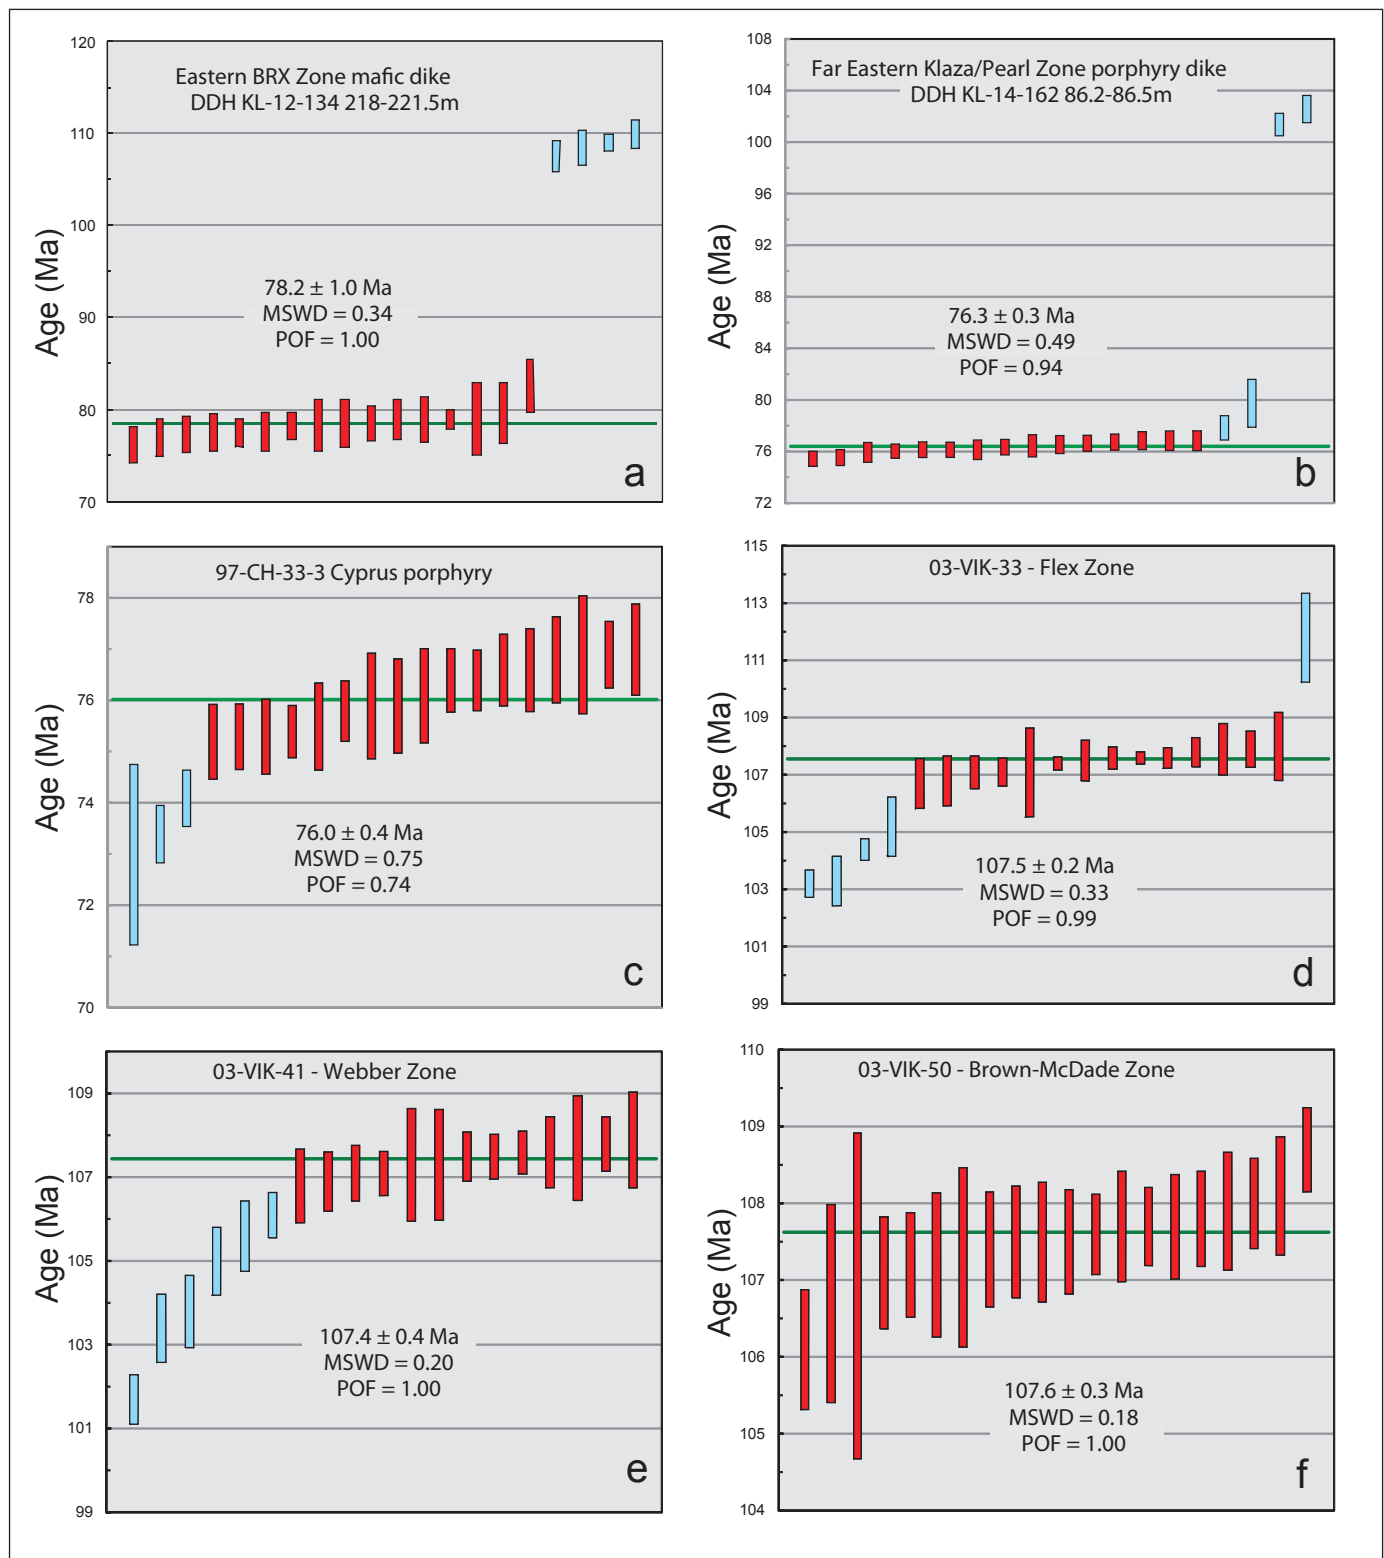 120
110
100
90
80
70
Age (Ma)
Eastern BRX Zone mafic dike
DDH KL-12-134 218-221.5m
78.2 ± 1.0 Ma
MSWD = 0.34
POF = 1.00
a
108
104
100
96
92
88
84
80
76
72
Age (Ma)
Far Eastern Klaza/Pearl Zone porphyry dike
DDH KL-14-162 86.2-86.5m
76.3 ± 0.3 Ma
MSWD = 0.49
POF = 0.94
b
78
76
74
72
70
Age (Ma)
97-CH-33-3 Cyprus porphyry
76.0 ± 0.4 Ma
MSWD = 0.75
POF = 0.74
c
115
113
111
109
107
105
103
101
99
Age (Ma)
03-VIK-33 - Flex Zone
107.5 ± 0.2 Ma
MSWD = 0.33
POF = 0.99
d
109
107
105
103
101
99
Age (Ma)
03-VIK-41 - Webber Zone
107.4 ± 0.4 Ma
MSWD = 0.20
POF = 1.00
e
110
109
108
107
106
105
104
Age (Ma)
03-VIK-50 - Brown-McDade Zone
107.6 ± 0.3 Ma
MSWD = 0.18
POF = 1.00
f